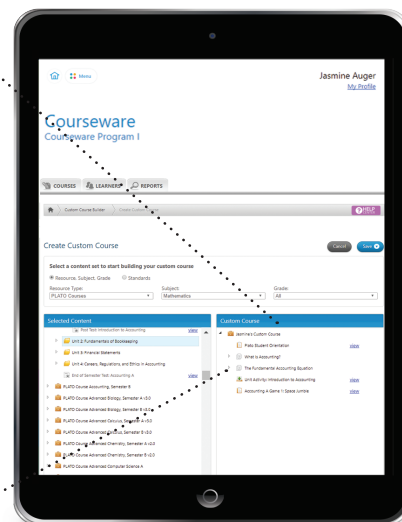 Menu
Jasmine Auger
My Profile
Courseware
Courseware Program I
COURSES LEARNERS REPORTS
Custom Course Builder Create Custom Course
HELP
Create Custom Course
Cancel Save
Select a content set to start building your custom course
Resource, Subject, Grade Standards
Resource Type: Subject: Grade:
PLATO Courses Mathematics All
Selected Content Custom Course
Post Test: Introduction to Accounting view
Unit 2: Fundamentals of Bookkeeping
Unit 3: Financial Statements
Unit 4: Careers, Regulations, and Ethics in Accounting
End of Semester Test: Accounting A view
PLATO Course Accounting, Semester B
PLATO Course Advanced Biology, Semester A v3.0
PLATO Course Advanced Biology, Semester B v3.0
PLATO Course Advanced Calculus, Semester A v3.0
PLATO Course Advanced Calculus, Semester B v3.0
PLATO Course Advanced Chemistry, Semester A v2.0
PLATO Course Advanced Chemistry, Semester B v2.0
PLATO Course Advanced Computer Science A
Jasmine's Custom Course
Plato Student Orientation view
What is Accounting?
The Fundamental Accounting Equation
Unit Activity: Introduction to Accounting view
Accounting A Game 1: Space Jumble view